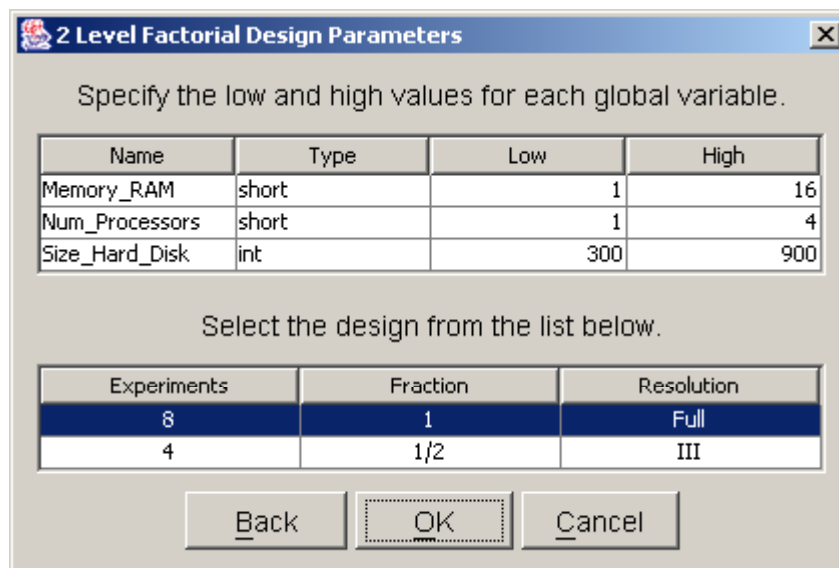 2 Level Factorial Design Parameters
Specify the low and high values for each global variable.
Name Type Low High
Memory_RAM short 1 16
Num_Processors short 1 4
Size_Hard_Disk int 300 900
Select the design from the list below.
Experiments Fraction Resolution
8 1 Full
4 1/2 III
Back OK Cancel